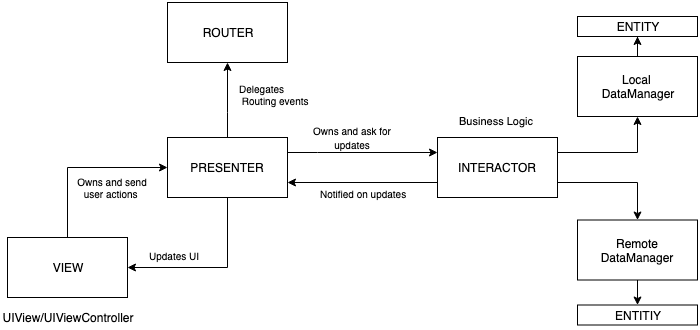 ROUTER
ENTITY
Local
DataManager
Delegates
Routing events
Business Logic
Owns and ask for
updates
PRESENTER
INTERACTOR
Owns and send
user actions
Notified on updates
Updates UI
VIEW
Remote
DataManager
UIView/UIViewController
ENTITIY